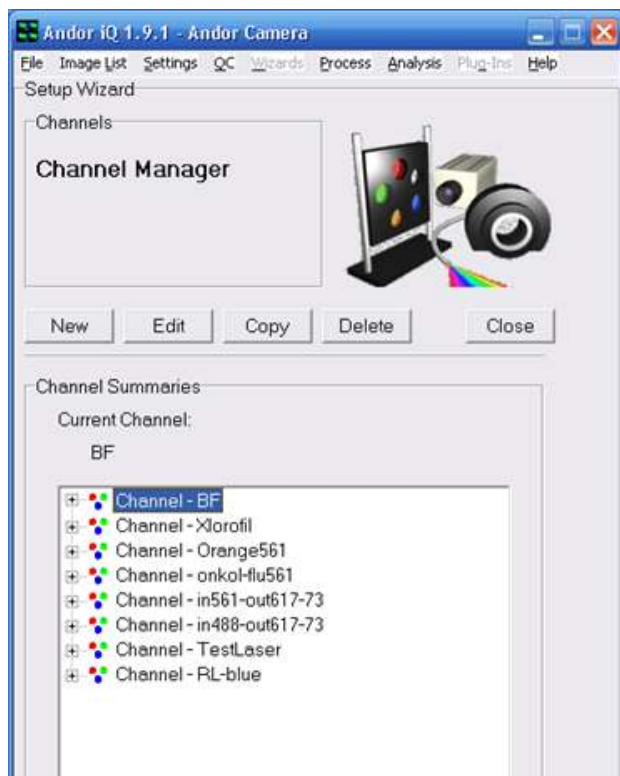 Andor iQ 1.9.1 - Andor Camera
File Image List Settings QC Wizards Process Analysis Plug-Ins Help
Setup Wizard
Channels
Channel Manager
New Edit Copy Delete Close
Channel Summaries
Current Channel:
BF
Channel - BF
Channel - Xlorofil
Channel - Orange561
Channel - onkol-flu561
Channel - in561-out617-73
Channel - in488-out617-73
Channel - TestLaser
Channel - RL-blue